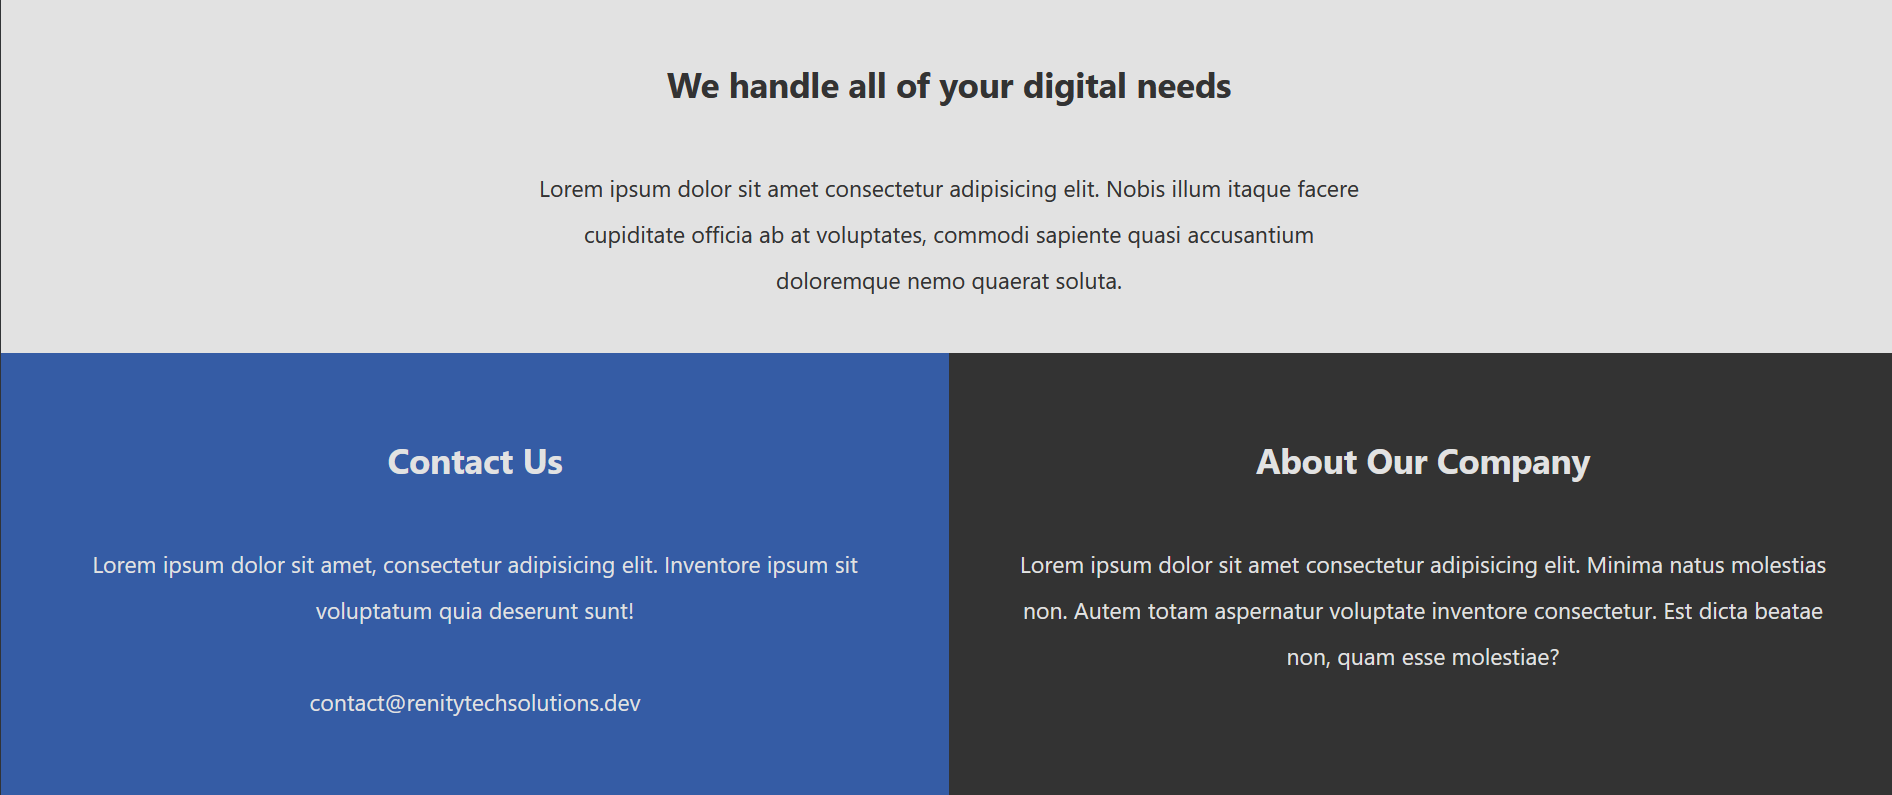 We handle all of your digital needs
Lorem ipsum dolor sit amet consectetur adipisicing elit. Nobis illum itaque facere
cupiditate officia ab at voluptates, commodi sapiente quasi accusantium
doloremque nemo quaerat soluta.
Contact Us
Lorem ipsum dolor sit amet, consectetur adipisicing elit. Inventore ipsum sit
voluptatum quia deserunt sunt!
contact@renitytechsolutions.dev
About Our Company
Lorem ipsum dolor sit amet consectetur adipisicing elit. Minima natus molestias
non. Autem totam aspernatur voluptate inventore consectetur. Est dicta beatae
non, quam esse molestiae?